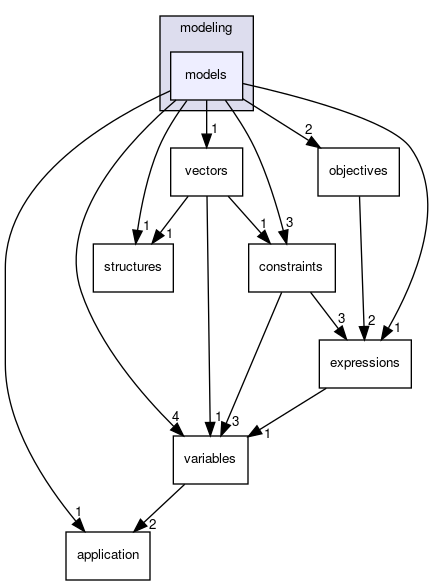 modeling
models
1
2
vectors
objectives
1
1
1
3
structures
constraints
3
2
1
expressions
4
1
3
1
variables
1
2
application